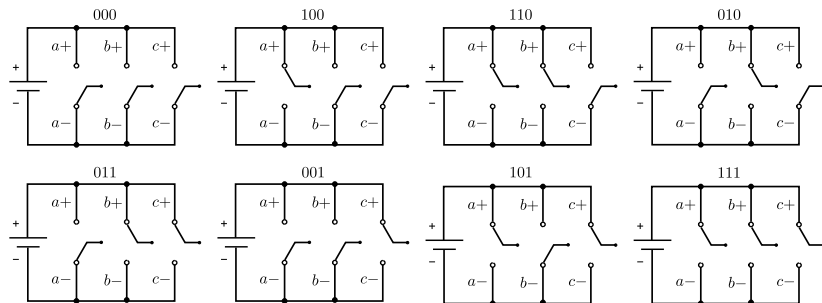 000 100 110 010
a+ b+ c+ a+ b+ c+ a+ b+ c+ a+ b+ c+
+ + + +
− − − −
a− b− c− a− b− c− a− b− c− a− b− c−
011 001 101 111
a+ b+ c+ a+ b+ c+ a+ b+ c+ a+ b+ c+
+ + + +
− − − −
a− b− c− a− b− c− a− b− c− a− b− c−